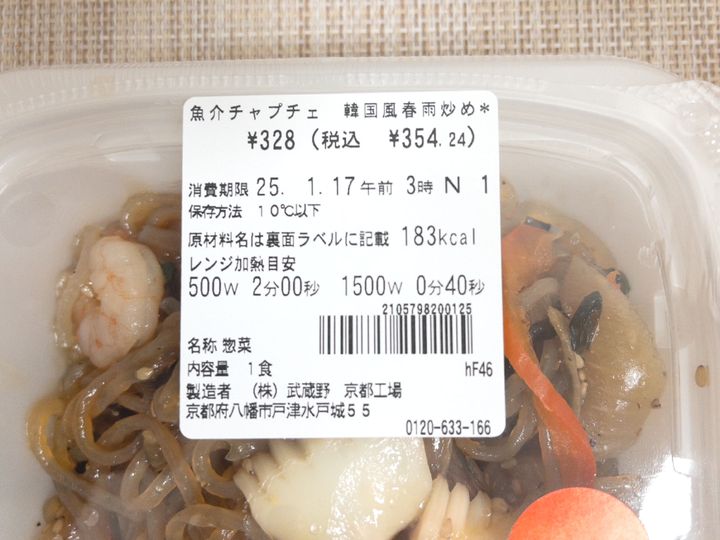 魚介チャプチェ 韓国風春雨炒め*
¥328 (税込 ¥354.24)
消費期限 25. 1.17午前 3時 N 1
保存方法 10℃以下
原材料名は裏面ラベルに記載 183kcal
レンジ加熱目安
500W 2分00秒 1500W 0分40秒
2105798200125
名称 惣菜
内容量 1食 hF46
製造者 (株) 武蔵野 京都工場
京都府八幡市戸津水戸城55
0120-633-166